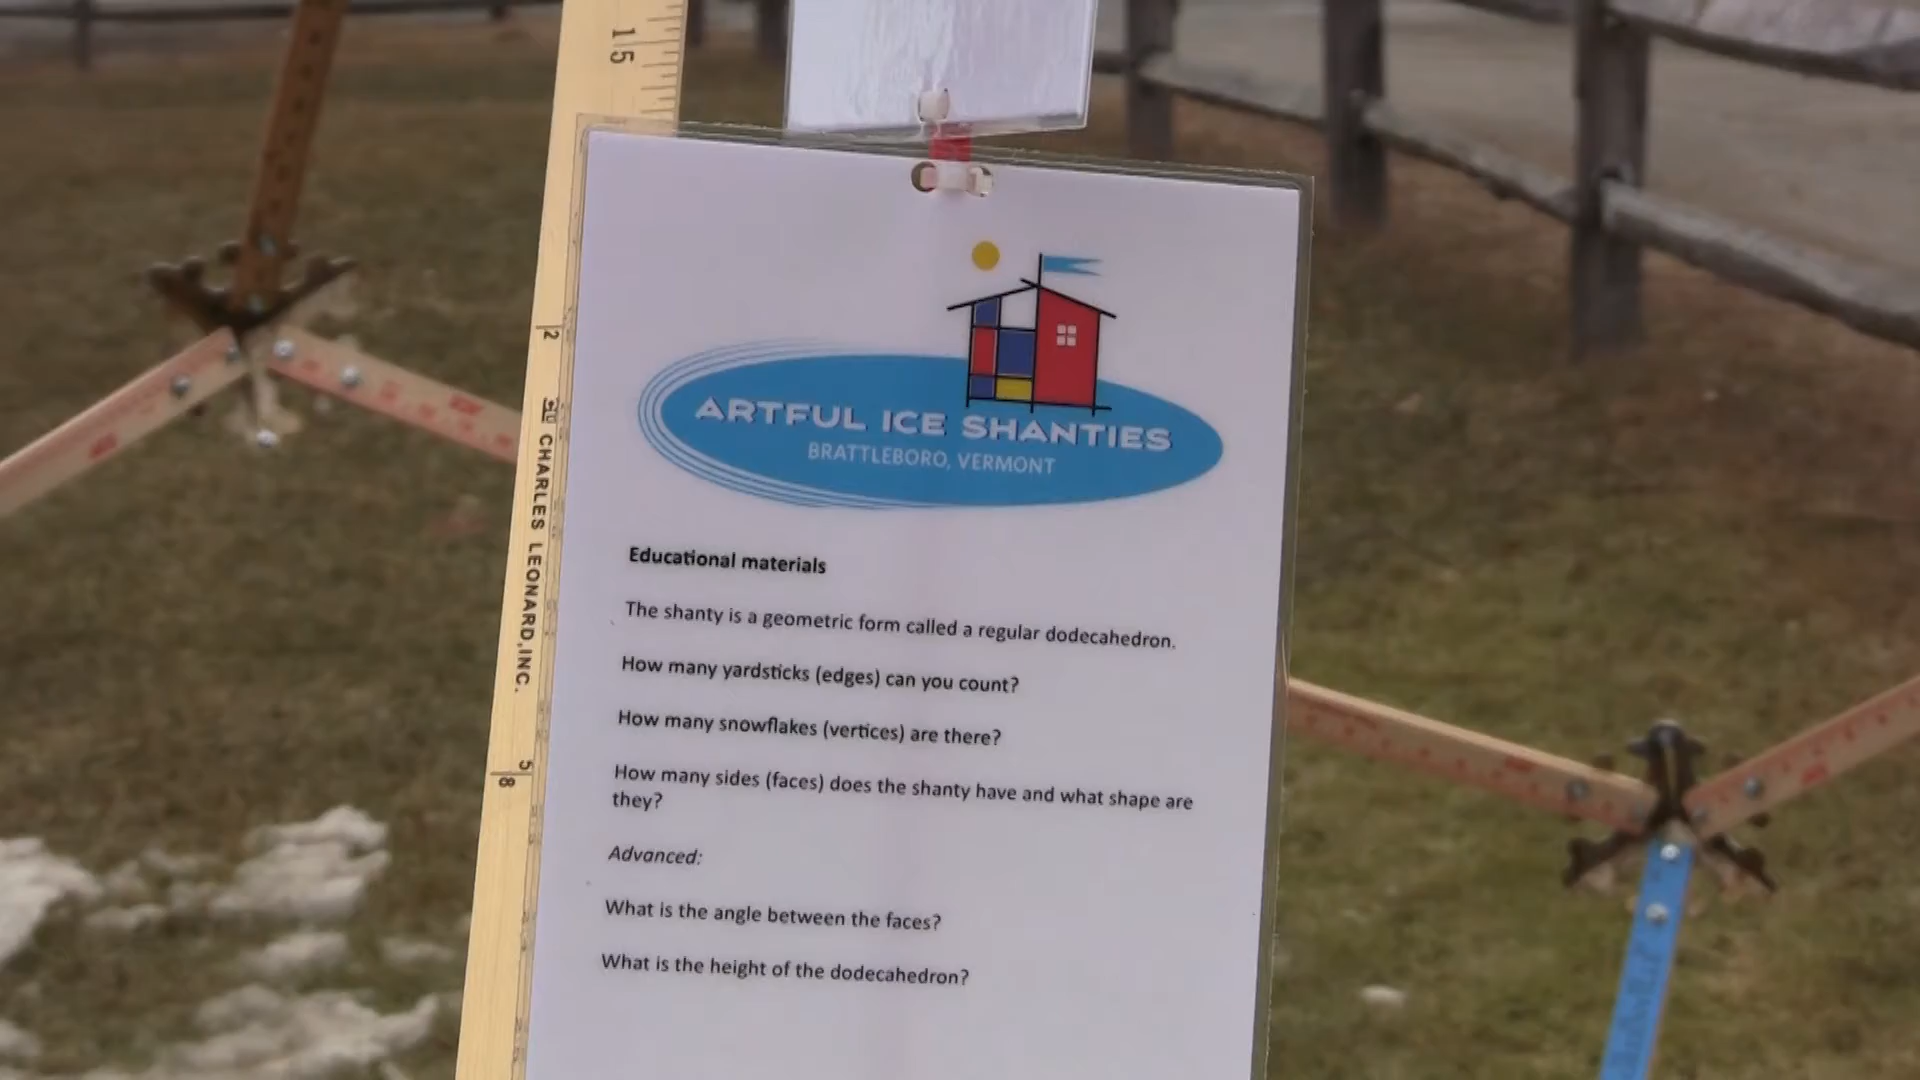 15
ARTFUL ICE SHANTIES
BRATTLEBORO, VERMONT
2
CHARLES LEONARD, INC.
Educational materials
The shanty is a geometric form called a regular dodecahedron.
How many yardsticks (edges) can you count?
How many snowflakes (vertices) are there?
How many sides (faces) does the shanty have and what shape are
they?
5
8
Advanced:
What is the angle between the faces?
What is the height of the dodecahedron?